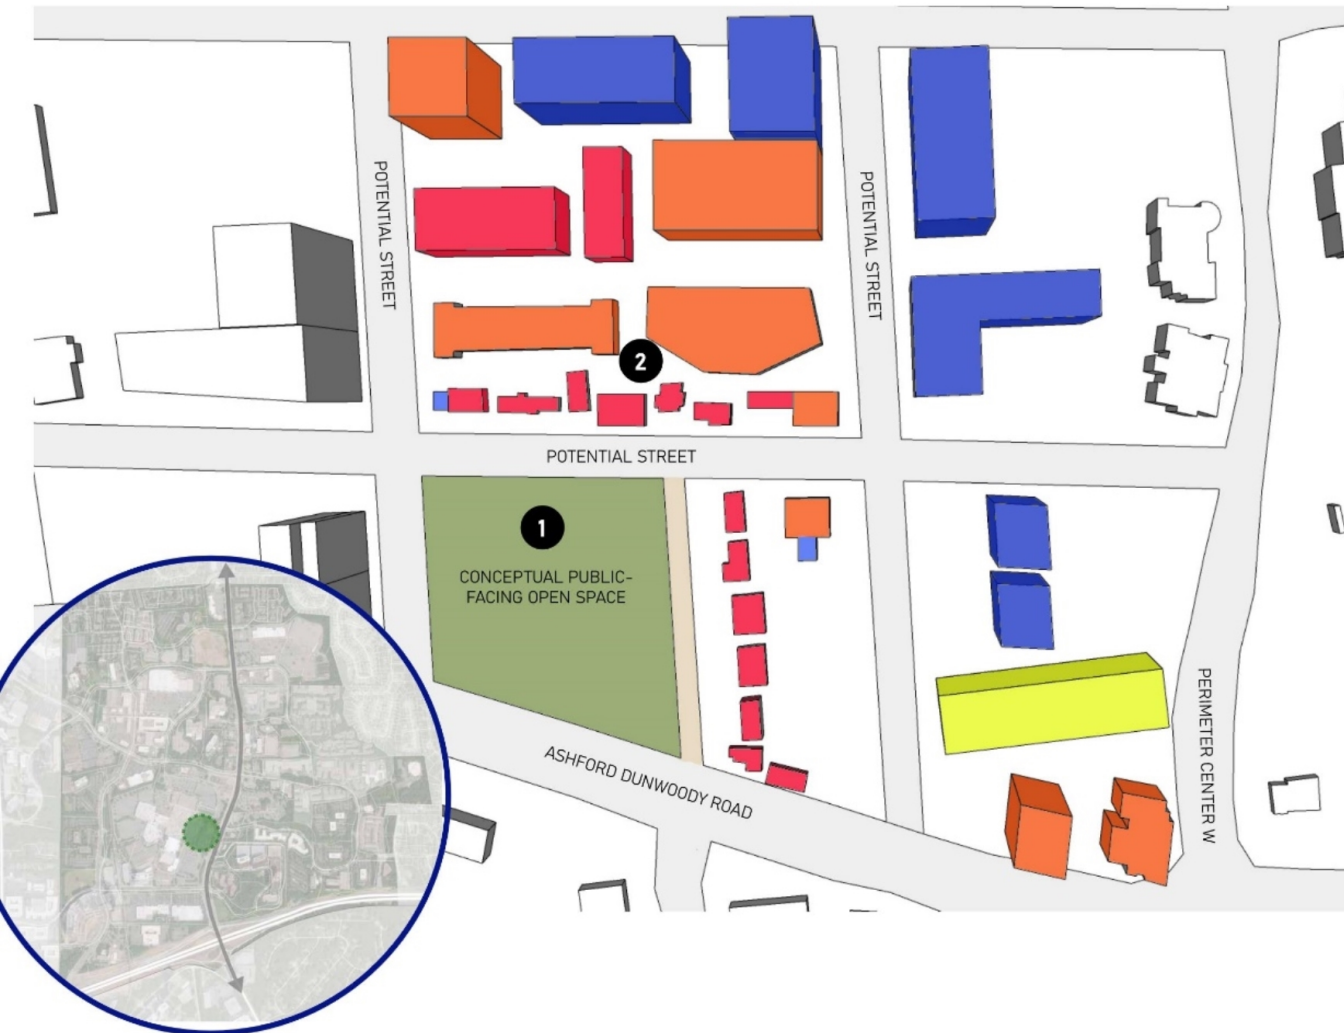 POTENTIAL STREET
POTENTIAL STREET
2
POTENTIAL STREET
1
CONCEPTUAL PUBLIC-
FACING OPEN SPACE
ASHFORD DUNWOODY ROAD
PERIMETER CENTER W